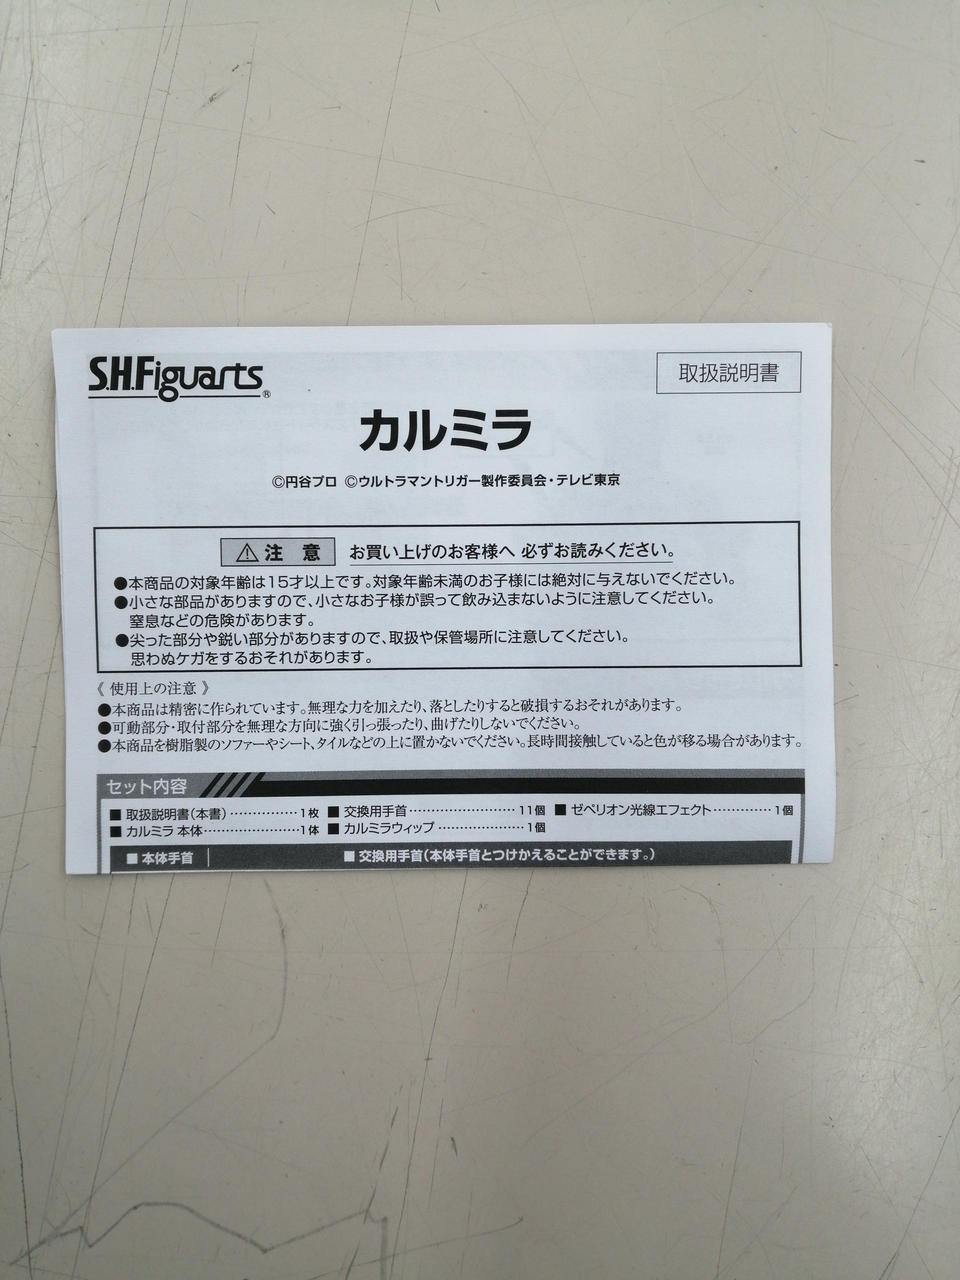 S.H.Figuarts®
取扱説明書
カルミラ
©円谷プロ ©ウルトラマントリガー製作委員会・テレビ東京
⚠注 意 お買い上げのお客様へ 必ずお読みください。
●本商品の対象年齢は15才以上です。対象年齢未満のお子様には絶対に与えないでください。
●小さな部品がありますので、小さなお子様が誤って飲み込まないように注意してください。
窒息などの危険があります。
●尖った部分や鋭い部分がありますので、取扱や保管場所に注意してください。
思わぬケガをするおそれがあります。
《 使用上の注意 》
●本商品は精密に作られています。無理な力を加えたり、落としたりすると破損するおそれがあります。
●可動部分・取付部分を無理な方向に強く引っ張ったり、曲げたりしないでください。
●本商品を樹脂製のソファーやシート、タイルなどの上に置かないでください。長時間接触していると色が移る場合があります。
セット内容
■ 取扱説明書(本書)……………1枚 ■ 交換用手首……………………11個 ■ ゼペリオン光線エフェクト…………1個
■ カルミラ 本体…………………1体 ■ カルミラウィップ………………1個
■ 本体手首 ■ 交換用手首(本体手首とつけかえることができます。)